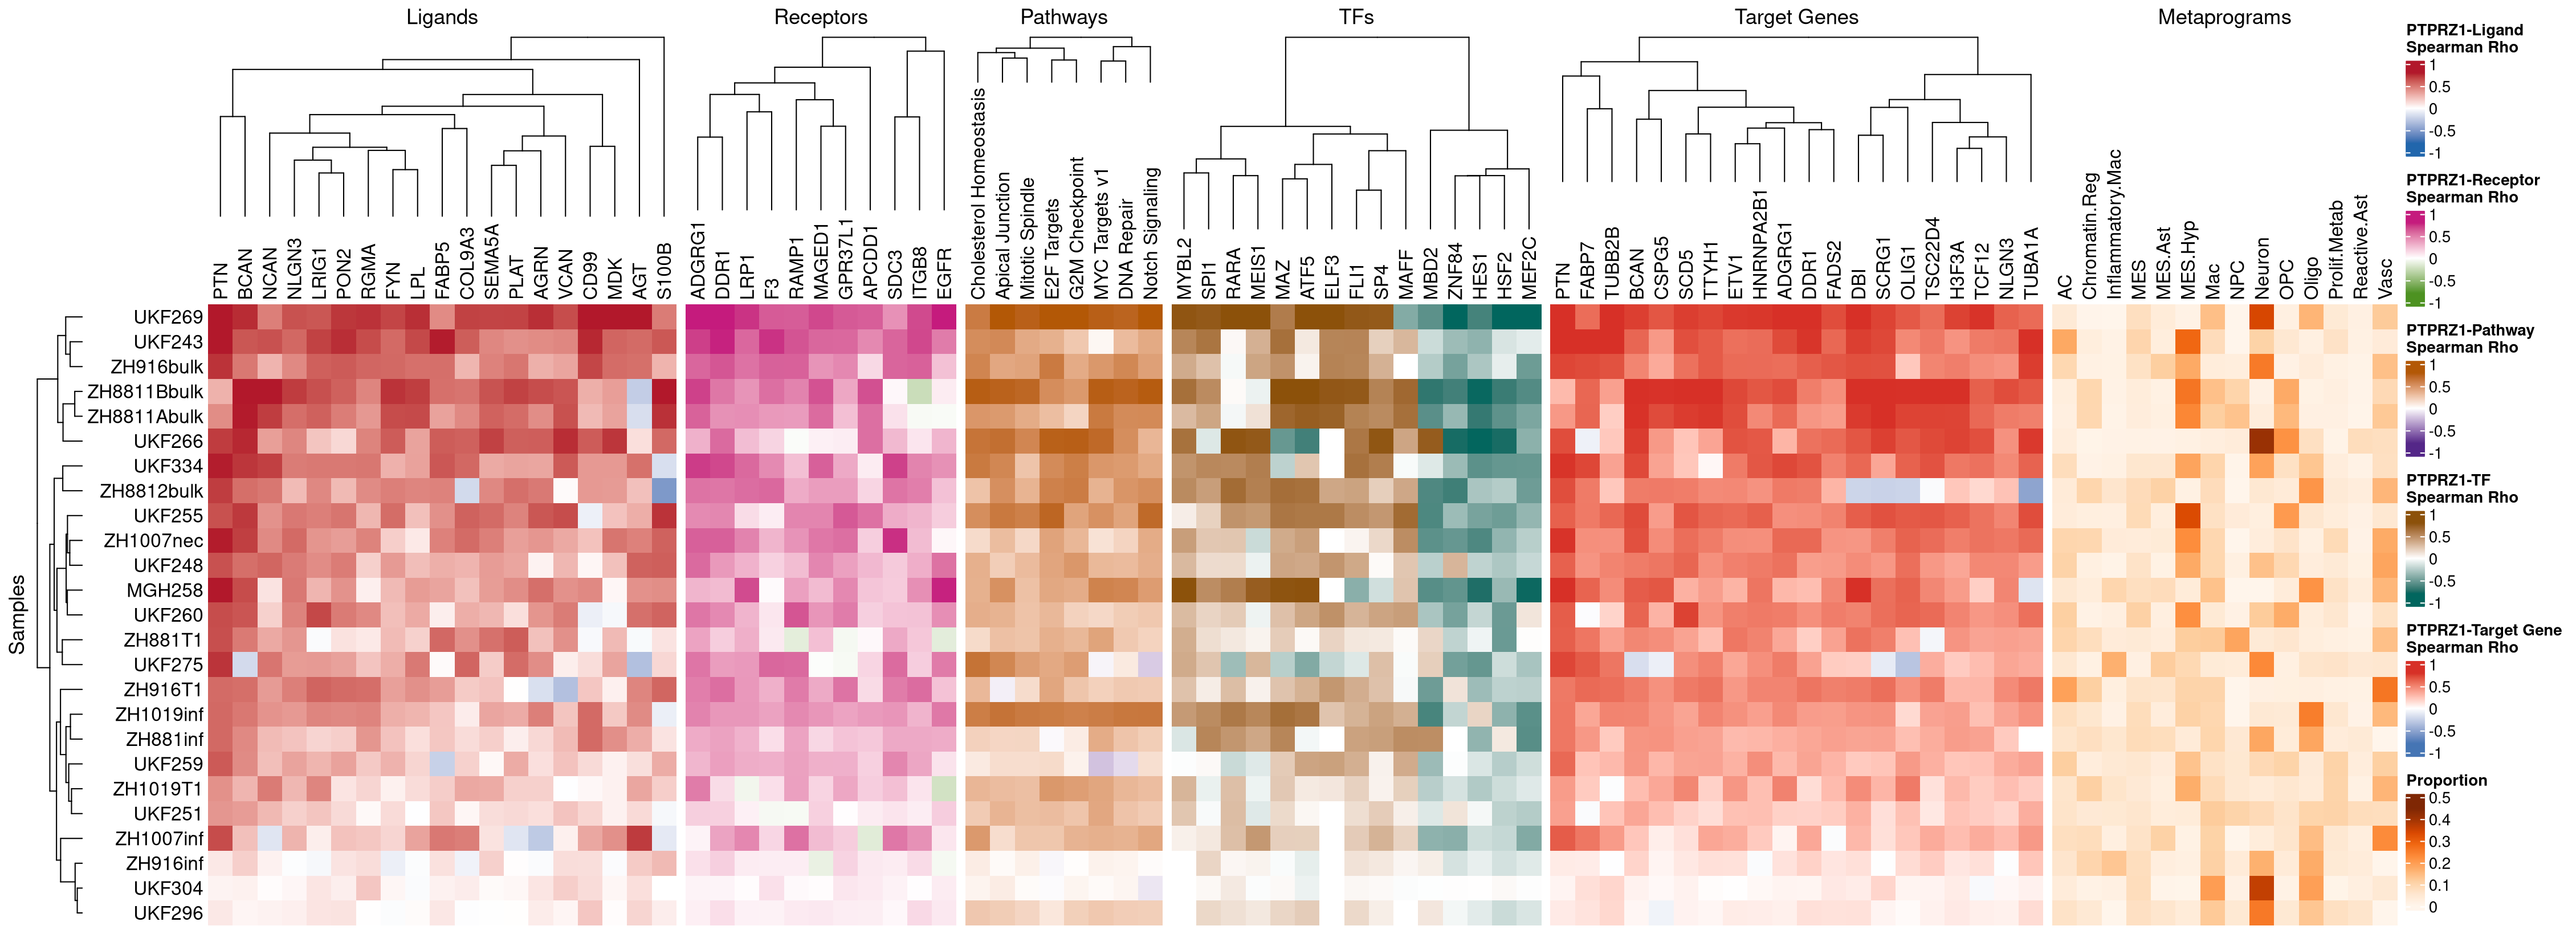 Ligands
Receptors
Pathways
TFs
Target Genes
Metaprograms
PTN
BCAN
NCAN
NLGN3
LRIG1
PON2
RGMA
FYN
LPL
FABP5
COL9A3
SEMA5A
PLAT
AGRN
VCAN
CD99
MDK
AGT
S100B
ADGRG1
DDR1
LRP1
F3
RAMP1
MAGED1
GPR37L1
APCDD1
SDC3
ITGB8
EGFR
Cholesterol Homeostasis
Apical Junction
Mitotic Spindle
E2F Targets
G2M Checkpoint
MYC Targets v1
DNA Repair
Notch Signaling
MYBL2
SPI1
RARA
MEIS1
MAZ
ATF5
ELF3
FLI1
SP4
MAFF
MBD2
ZNF84
HES1
HSF2
MEF2C
PTN
FABP7
TUBB2B
BCAN
CSPG5
SCD5
TTYH1
ETV1
HNRNPA2B1
ADGRG1
DDR1
FADS2
DBI
SCRG1
OLIG1
TSC22D4
H3F3A
TCF12
NLGN3
TUBA1A
AC
Chromatin.Reg
Inflammatory.Mac
MES
MES.Ast
MES.Hyp
Mac
NPC
Neuron
OPC
Oligo
Prolif.Metab
Reactive.Ast
Vasc
Samples
UKF269
UKF243
ZH916bulk
ZH8811Bbulk
ZH8811Abulk
UKF266
UKF334
ZH8812bulk
UKF255
ZH1007nec
UKF248
MGH258
UKF260
ZH881T1
UKF275
ZH916T1
ZH1019inf
ZH881inf
UKF259
ZH1019T1
UKF251
ZH1007inf
ZH916inf
UKF304
UKF296
PTPRZ1-Ligand
Spearman Rho
1
0.5
0
-0.5
-1
PTPRZ1-Receptor
Spearman Rho
1
0.5
0
-0.5
-1
PTPRZ1-Pathway
Spearman Rho
1
0.5
0
-0.5
-1
PTPRZ1-TF
Spearman Rho
1
0.5
0
-0.5
-1
PTPRZ1-Target Gene
Spearman Rho
1
0.5
0
-0.5
-1
Proportion
0.5
0.4
0.3
0.2
0.1
0